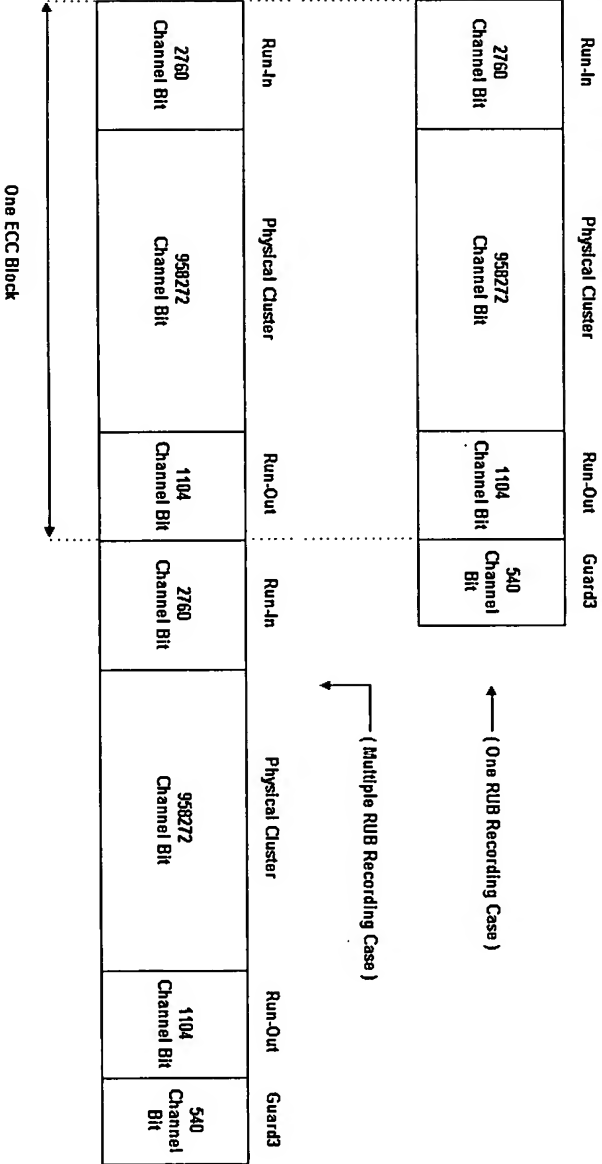 Run-In
Physical Cluster
Run-Out
Guard3
2760
Channel Bit
958272
Channel Bit
1104
Channel Bit
540
Channel
Bit
( One RUB Recording Case )
( Multiple RUB Recording Case )
Run-In
Physical Cluster
Run-Out
Run-In
Physical Cluster
Run-Out
Guard3
2760
Channel Bit
958272
Channel Bit
1104
Channel Bit
2760
Channel Bit
958272
Channel Bit
1104
Channel Bit
540
Channel
Bit
One ECC Block